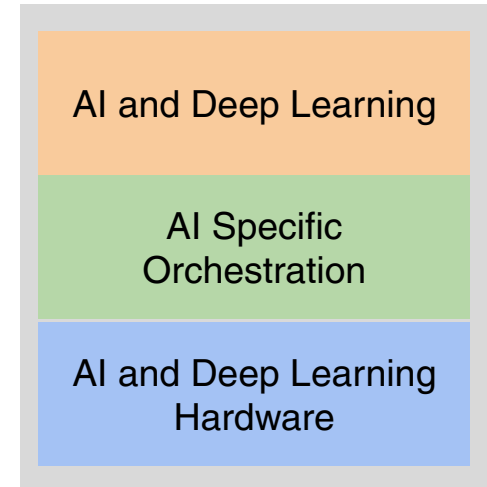 AI and Deep Learning
AI Specific
Orchestration
AI and Deep Learning
Hardware